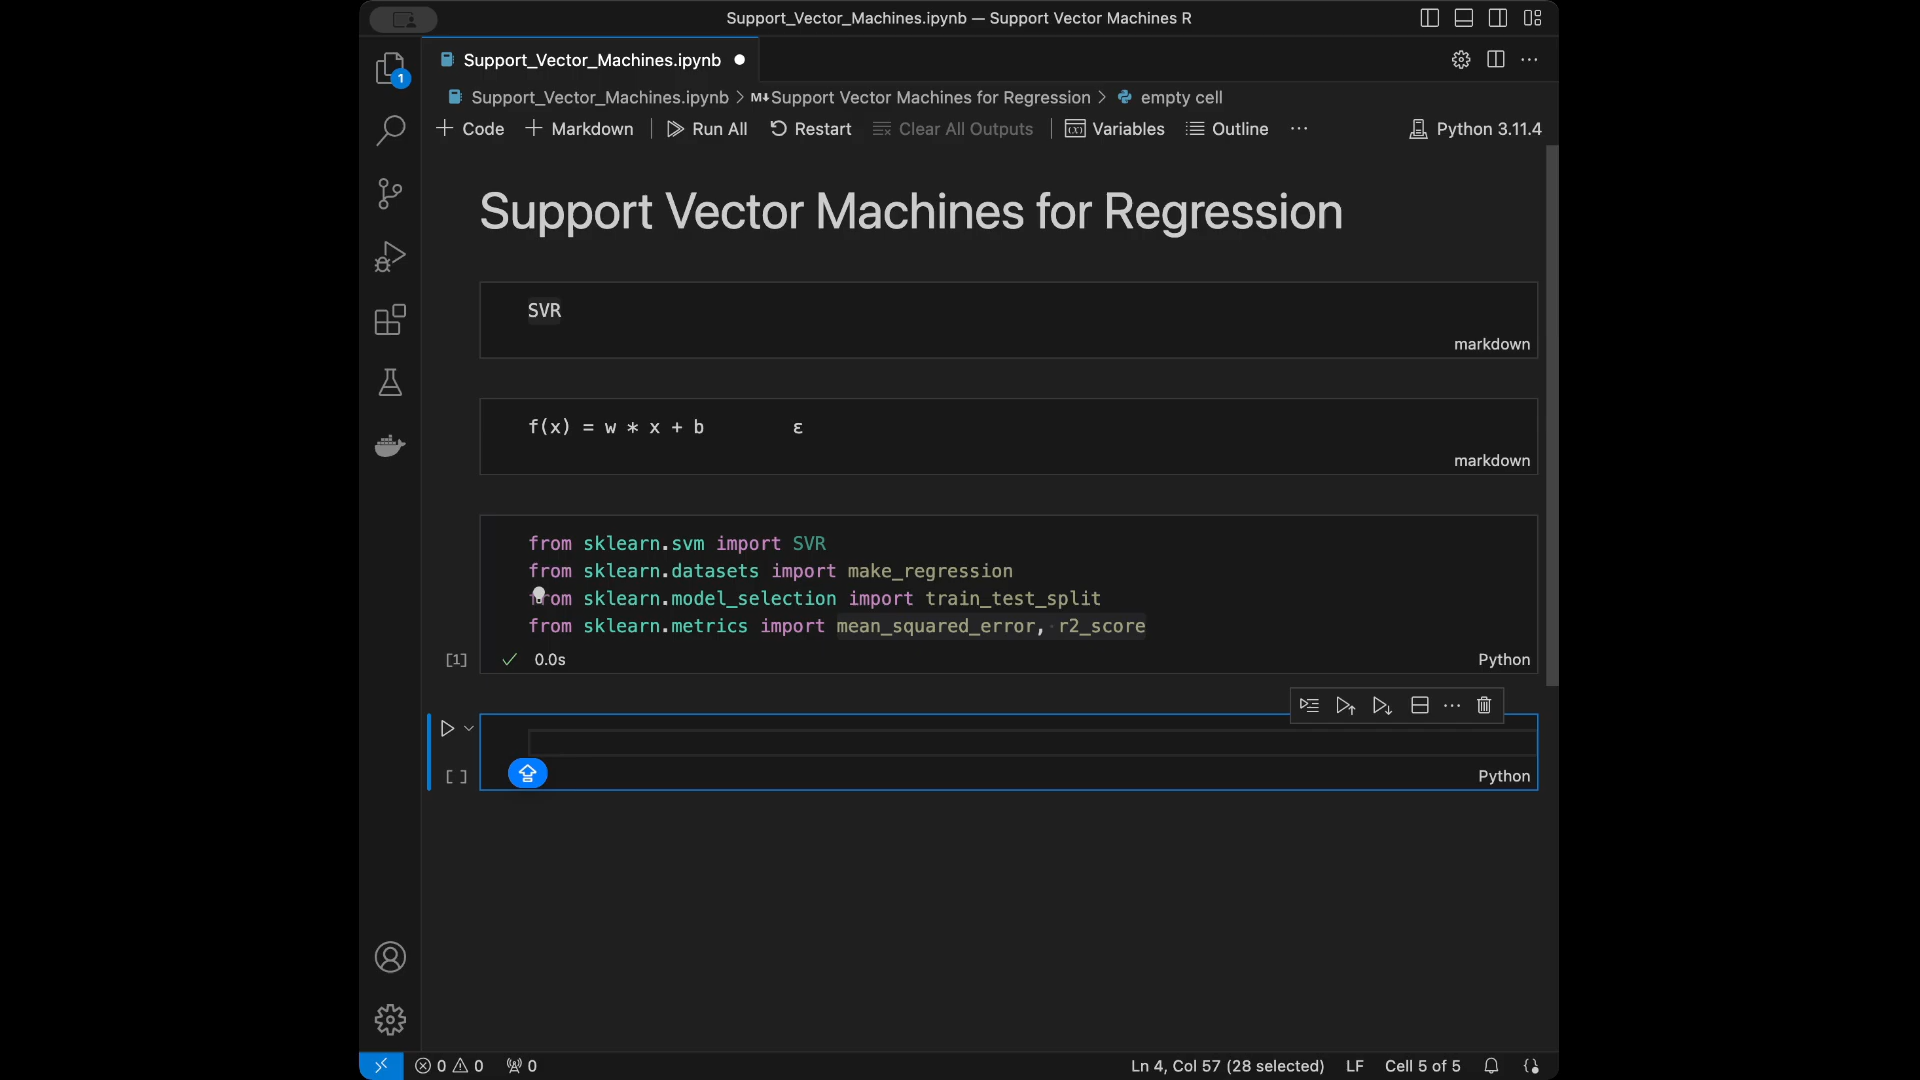 Support_Vector_Machines.ipynb — Support Vector Machines R
Support_Vector_Machines.ipynb
1
Support_Vector_Machines.ipynb > M↓Support Vector Machines for Regression > empty cell
+ Code + Markdown Run All Restart Clear All Outputs Variables Outline ··· Python 3.11.4
Support Vector Machines for Regression
SVR
markdown
f(x) = w * x + b ε
markdown
from sklearn.svm import SVR
from sklearn.datasets import make_regression
from sklearn.model_selection import train_test_split
from sklearn.metrics import mean_squared_error, r2_score
[1] ✓ 0.0s Python
[ ] Python
0 0 0 Ln 4, Col 57 (28 selected) LF Cell 5 of 5